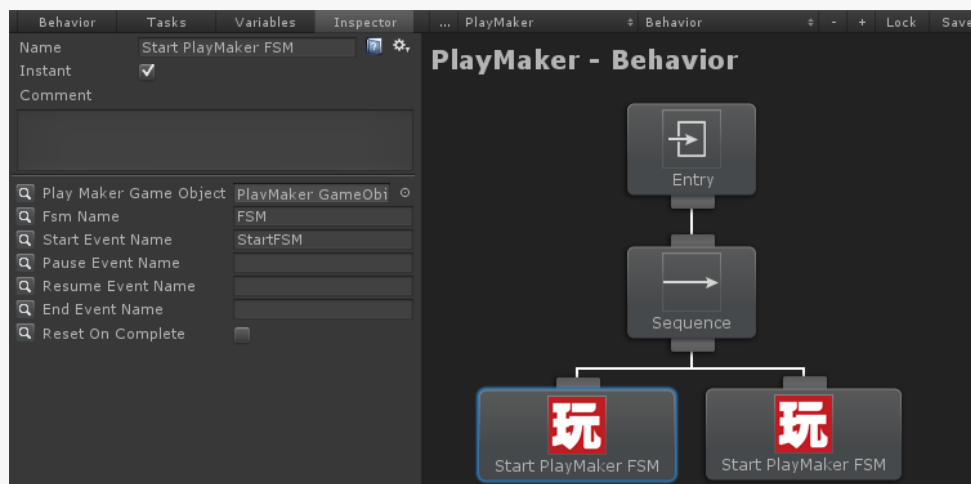 Behavior Tasks Variables Inspector ... PlayMaker Behavior - + Lock Save
Name Start PlayMaker FSM
Instant
Comment
Play Maker Game Object PlayMaker GameObj
Fsm Name FSM
Start Event Name StartFSM
Pause Event Name
Resume Event Name
End Event Name
Reset On Complete
PlayMaker - Behavior
Entry
Sequence
玩 玩
Start PlayMaker FSM Start PlayMaker FSM